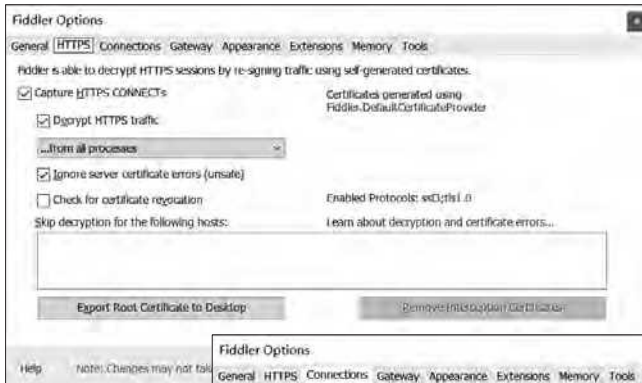 Fiddler Options
General HTTPS Connections Gateway Appearance Extensions Memory Tools
Fiddler is able to decrypt HTTPS sessions by re-signing traffic using self-generated certificates.
Capture HTTPS CONNECTs
Certificates generated using
Fiddler.DefaultCertificateProvider
Decrypt HTTPS traffic
...from all processes
Ignore server certificate errors (unsafe)
Check for certificate revocation
Enabled Protocols: ssl3;tls1.0
Skip decryption for the following hosts:
Learn about decryption and certificate errors...
Export Root Certificate to Desktop
Remove Interception Certificates
Help
Note: Changes may not tak
Fiddler Options
General HTTPS Connections Gateway Appearance Extensions Memory Tools